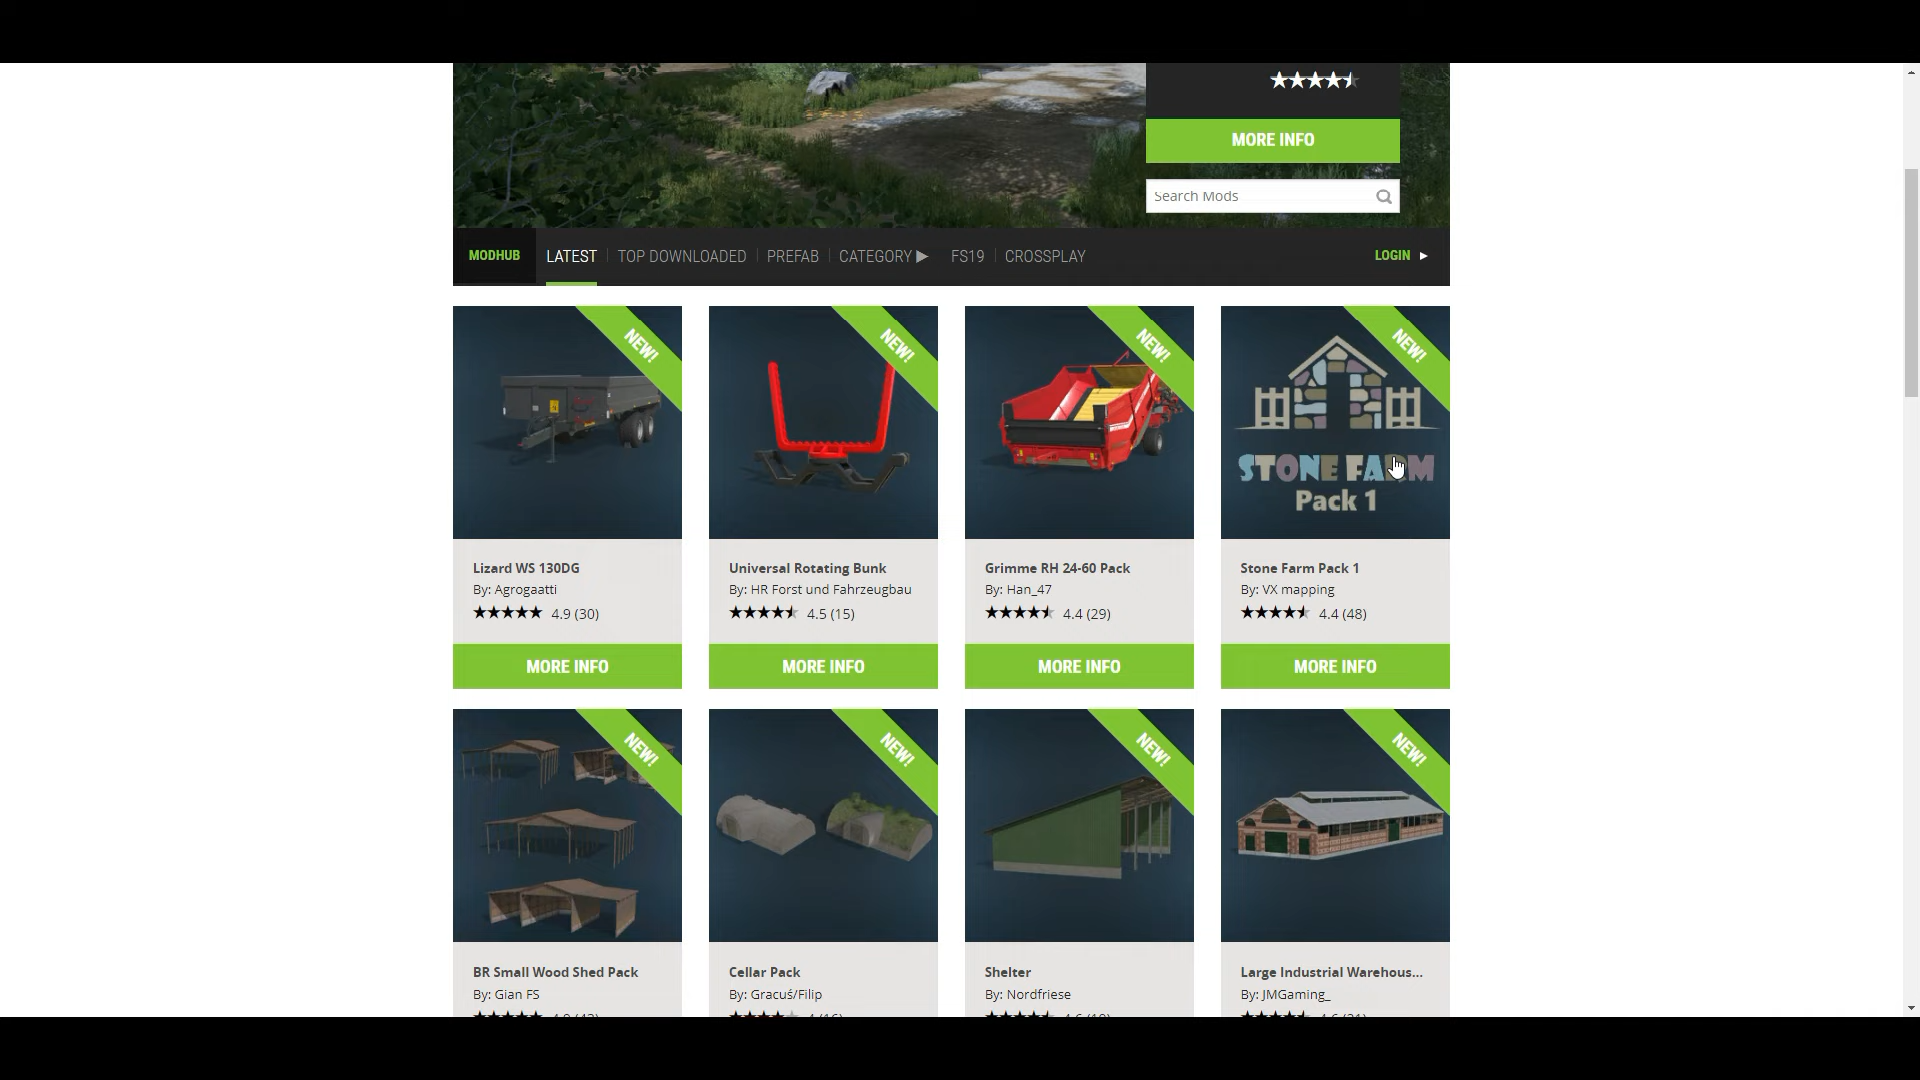 MORE INFO
Search Mods
MODHUB LATEST TOP DOWNLOADED PREFAB CATEGORY ▶ FS19 CROSSPLAY LOGIN ▶
NEW! NEW! NEW! NEW!
STONE FARM
Pack 1
Lizard WS 130DG Universal Rotating Bunk Grimme RH 24-60 Pack Stone Farm Pack 1
By: Agrogaatti By: HR Forst und Fahrzeugbau By: Han_47 By: VX mapping
4.9 (30) 4.5 (15) 4.4 (29) 4.4 (48)
MORE INFO MORE INFO MORE INFO MORE INFO
NEW! NEW! NEW! NEW!
BR Small Wood Shed Pack Cellar Pack Shelter Large Industrial Warehous...
By: Gian FS By: Gracuś/Filip By: Nordfriese By: JMGaming_